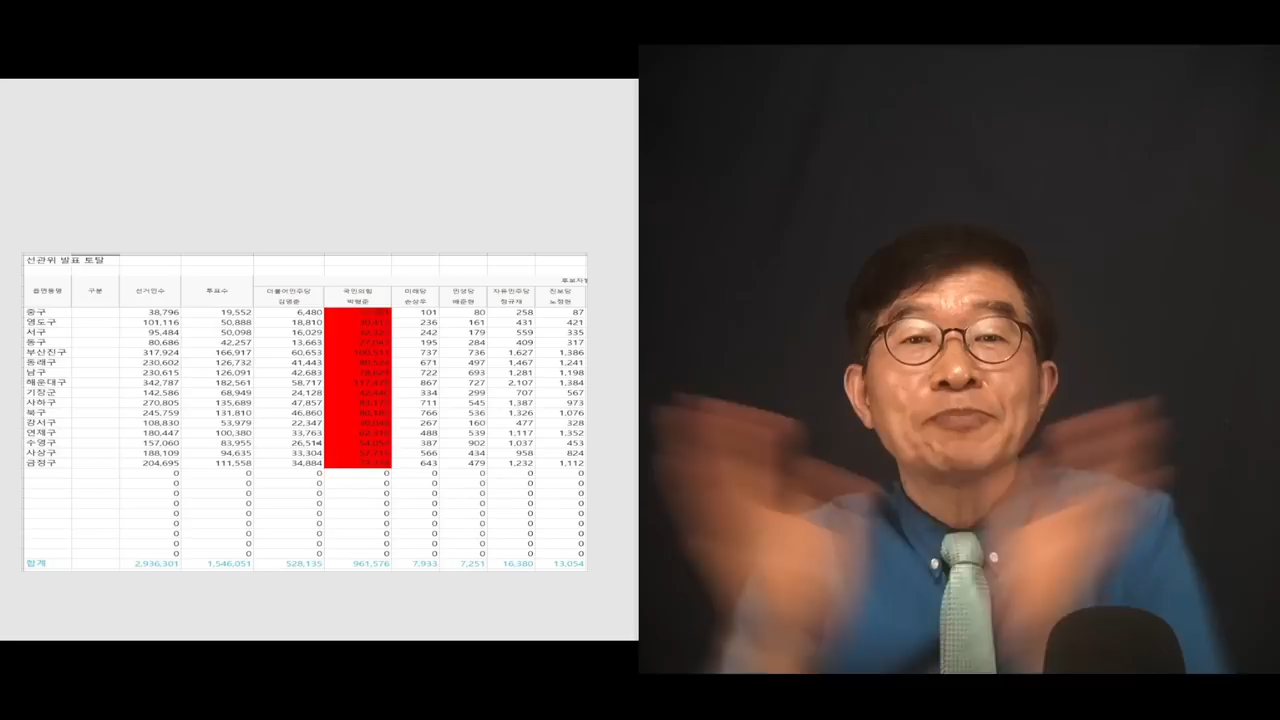 선관위 발표 토탈
후보자별
읍면동명 구분 선거인수 투표수 더불어민주당 국민의힘 미래당 민생당 자유민주당 진보당
김영춘 박형준 손상우 배준현 정규재 노정현
중구 38,796 19,552 6,480 101 80 258 87
영도구 101,116 50,888 18,810 236 161 431 421
서구 95,484 50,098 16,029 242 179 559 335
동구 80,686 42,257 13,663 195 284 409 317
부산진구 317,924 166,917 60,653 737 736 1,627 1,386
동래구 230,602 126,732 41,443 671 497 1,467 1,241
남구 230,615 126,091 42,683 722 693 1,281 1,198
해운대구 342,787 182,561 58,717 867 727 2,107 1,384
기장군 142,586 68,949 24,128 334 299 707 567
사하구 270,805 135,689 47,857 711 545 1,387 973
북구 245,759 131,810 46,860 766 536 1,326 1,076
강서구 108,830 53,979 22,347 267 160 477 328
연제구 180,447 100,380 33,763 488 539 1,117 1,352
수영구 157,060 83,955 26,514 387 902 1,037 453
사상구 188,109 94,635 33,304 566 434 958 824
금정구 204,695 111,558 34,884 643 479 1,232 1,112
0 0 0 0 0 0 0 0
0 0 0 0 0 0 0 0
0 0 0 0 0 0 0 0
0 0 0 0 0 0 0 0
0 0 0 0 0 0 0 0
0 0 0 0 0 0 0 0
0 0 0 0 0 0 0 0
0 0 0 0 0 0 0 0
0 0 0 0 0 0 0 0
합계 2,936,301 1,546,051 528,135 961,576 7,933 7,251 16,380 13,054